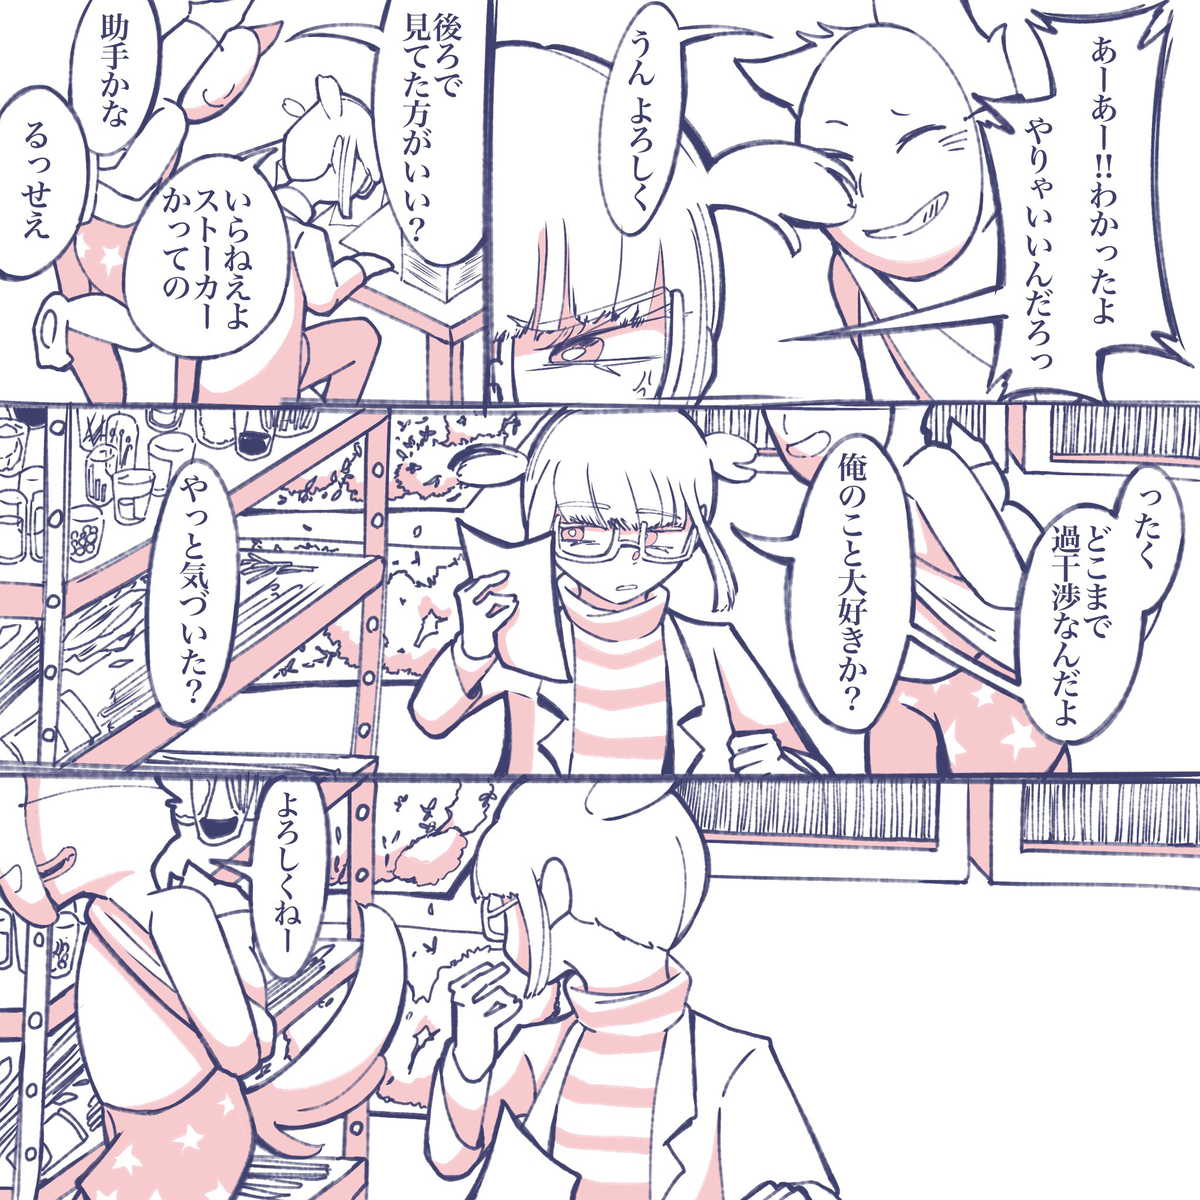 あーあー!!わかったよ
やりゃいいんだろっ
うん よろしく
後ろで
見てた方がいい?
いらねえよ
ストーカー
かっての
助手かな
るっせえ
ったく
どこまで
過干渉なんだよ
俺のこと大好きか?
やっと気づいた?
よろしくねー